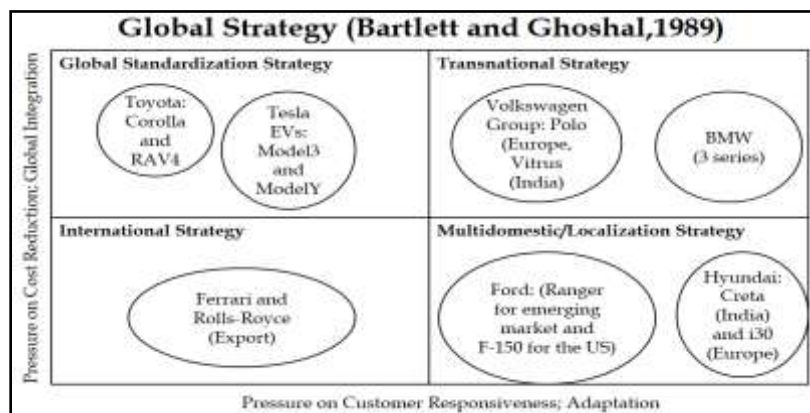 Global Strategy (Bartlett and Ghoshal,1989)
Pressure on Cost Reduction; Global Integration
Global Standardization Strategy
Toyota:
Corolla
and
RAV4
Tesla
EVs:
Model3
and
ModelY
Transnational Strategy
Volkswagen
Group: Polo
(Europe,
Vitrus
(India)
BMW
(3 series)
International Strategy
Ferrari and
Rolls-Royce
(Export)
Multidomestic/Localization Strategy
Ford: (Ranger
for emerging
market and
F-150 for the US)
Hyundai:
Creta
(India)
and i30
(Europe)
Pressure on Customer Responsiveness; Adaptation